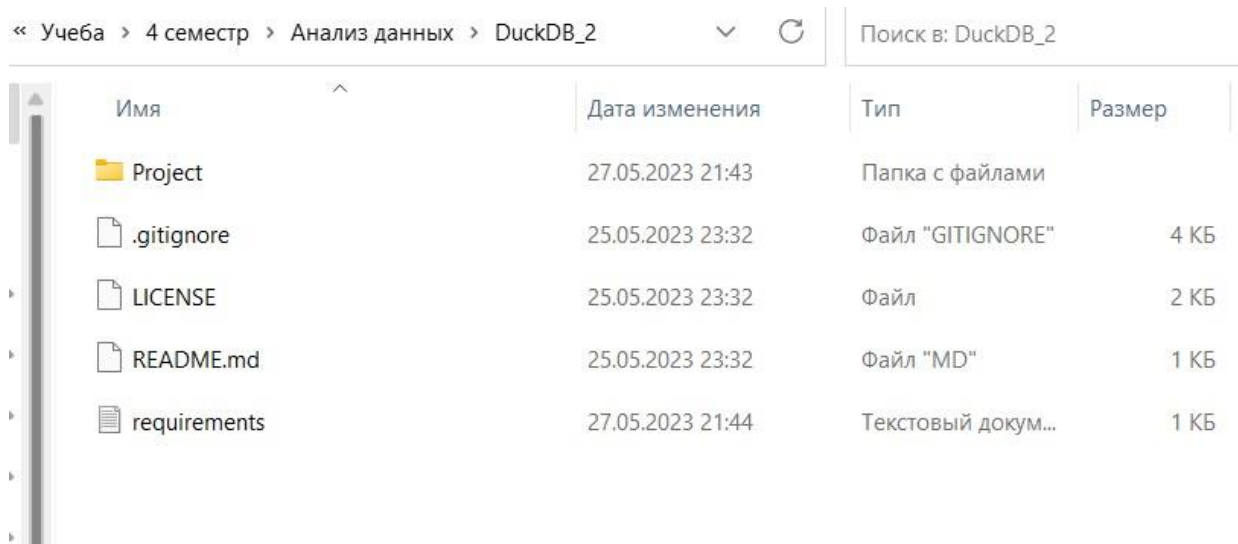 « Учеба > 4 семестр > Анализ данных > DuckDB_2 Поиск в: DuckDB_2
Имя Дата изменения Тип Размер
Project 27.05.2023 21:43 Папка с файлами
.gitignore 25.05.2023 23:32 Файл "GITIGNORE" 4 КБ
LICENSE 25.05.2023 23:32 Файл 2 КБ
README.md 25.05.2023 23:32 Файл "MD" 1 КБ
requirements 27.05.2023 21:44 Текстовый докум... 1 КБ